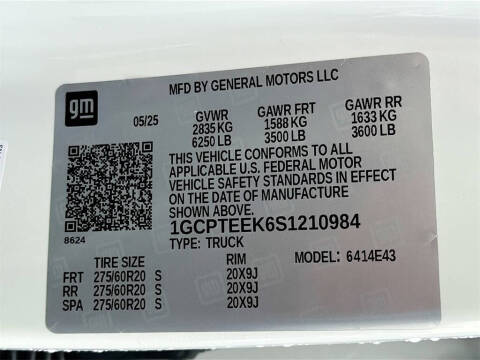 MFD BY GENERAL MOTORS LLC
gm
05/25 GVWR GAWR FRT GAWR RR
2835 KG 1588 KG 1633 KG
6250 LB 3500 LB 3600 LB
THIS VEHICLE CONFORMS TO ALL
APPLICABLE U.S. FEDERAL MOTOR
VEHICLE SAFETY STANDARDS IN EFFECT
ON THE DATE OF MANUFACTURE
SHOWN ABOVE.
8624
1GCPTEEK6S1210984
TYPE: TRUCK
TIRE SIZE RIM MODEL: 6414E43
FRT 275/60R20 S 20X9J
RR 275/60R20 S 20X9J
SPA 275/60R20 S 20X9J